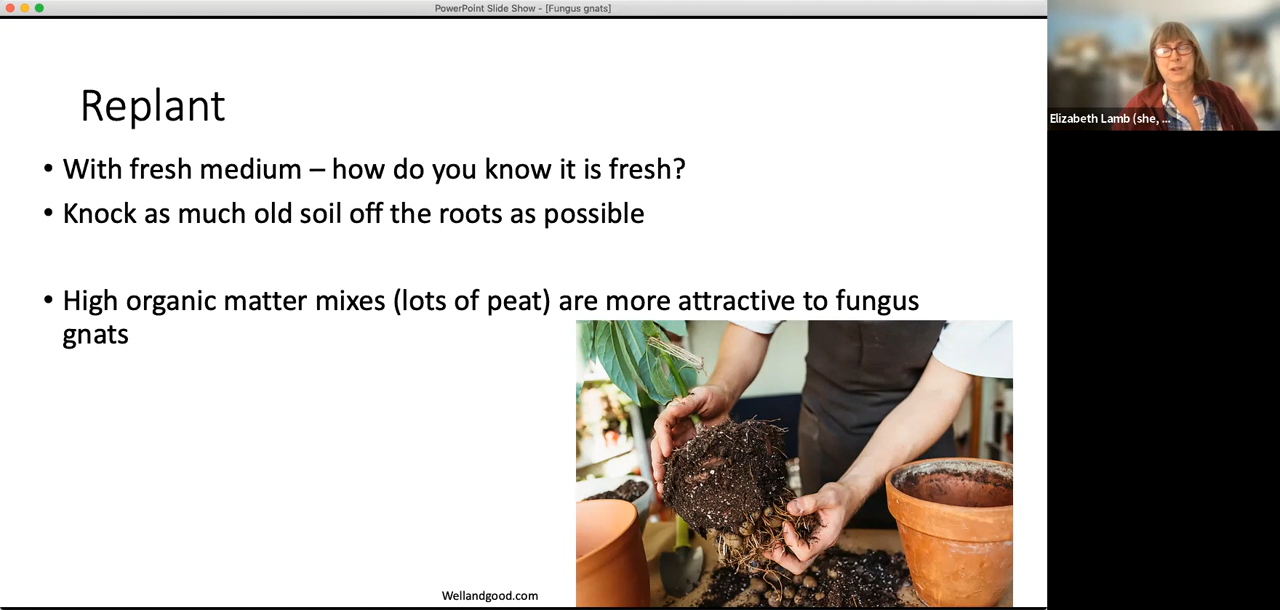 PowerPoint Slide Show - [Fungus gnats]
Replant
• With fresh medium – how do you know it is fresh?
• Knock as much old soil off the roots as possible
• High organic matter mixes (lots of peat) are more attractive to fungus
gnats
Wellandgood.com
Elizabeth Lamb (she, ...